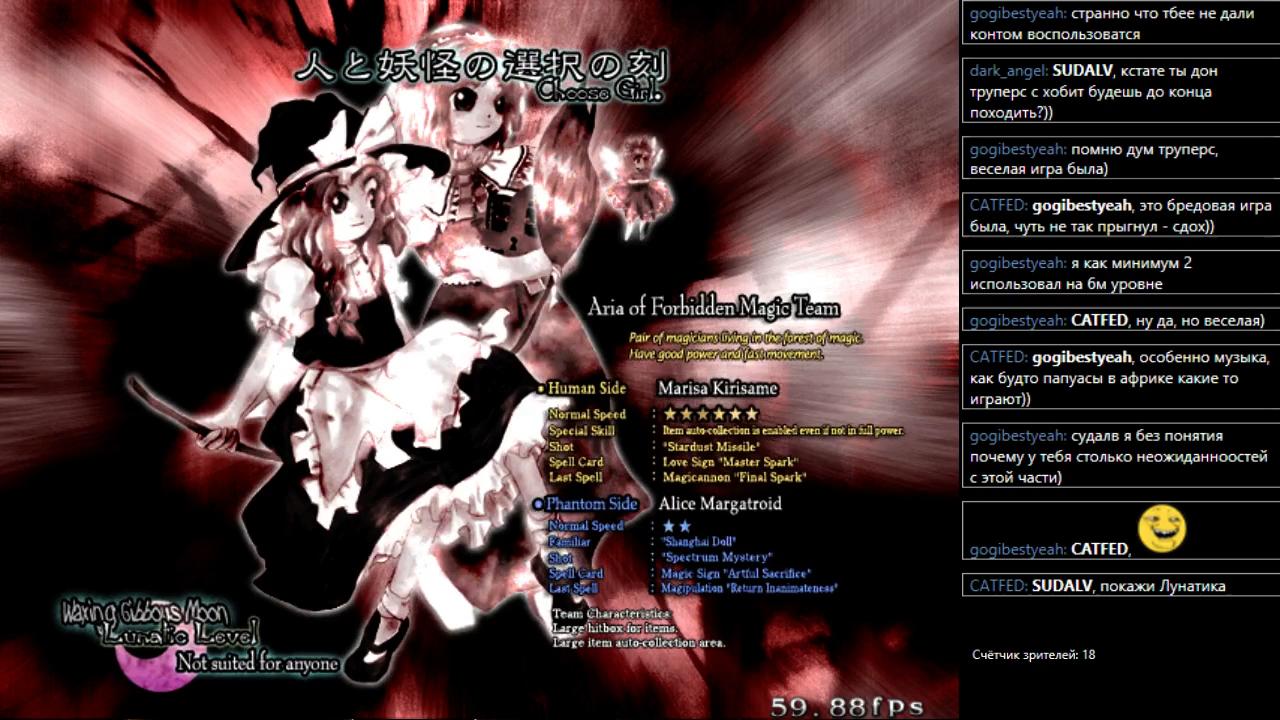 人と妖怪の選択の刻
Choose Girl.
Aria of Forbidden Magic Team
Pair of magicians living in the forest of magic.
Have good power and fast movement.
Human Side Marisa Kirisame
Normal Speed : ★★★★★★
Special Skill : Item auto-collection is enabled even if not in full power.
Shot : "Stardust Missile"
Spell Card : Love Sign "Master Spark"
Last Spell : Magicannon "Final Spark"
Phantom Side Alice Margatroid
Normal Speed : ★★
Familiar : "Shanghai Doll"
Shot : "Spectrum Mystery"
Spell Card : Magic Sign "Artful Sacrifice"
Last Spell : Magipulation "Return Inanimateness"
Team Characteristics
Large hitbox for items.
Large item auto-collection area.
Waxing Gibbous Moon
Lunatic Level
Not suited for anyone
59.88fps
gogibestyeah: странно что тбее не дали
контом воспользоватся
dark_angel: SUDALV, кстате ты дон
труперс с хобит будешь до конца
походить?))
gogibestyeah: помню дум труперс,
веселая игра была)
CATFED: gogibestyeah, это бредовая игра
была, чуть не так прыгнул - сдох))
gogibestyeah: я как минимум 2
использовал на 6м уровне
gogibestyeah: CATFED, ну да, но веселая)
CATFED: gogibestyeah, особенно музыка,
как будто папуасы в африке какие то
играют))
gogibestyeah: судалв я без понятия
почему у тебя столько неожиданноостей
с этой части)
gogibestyeah: CATFED,
CATFED: SUDALV, покажи Лунатика
Счётчик зрителей: 18